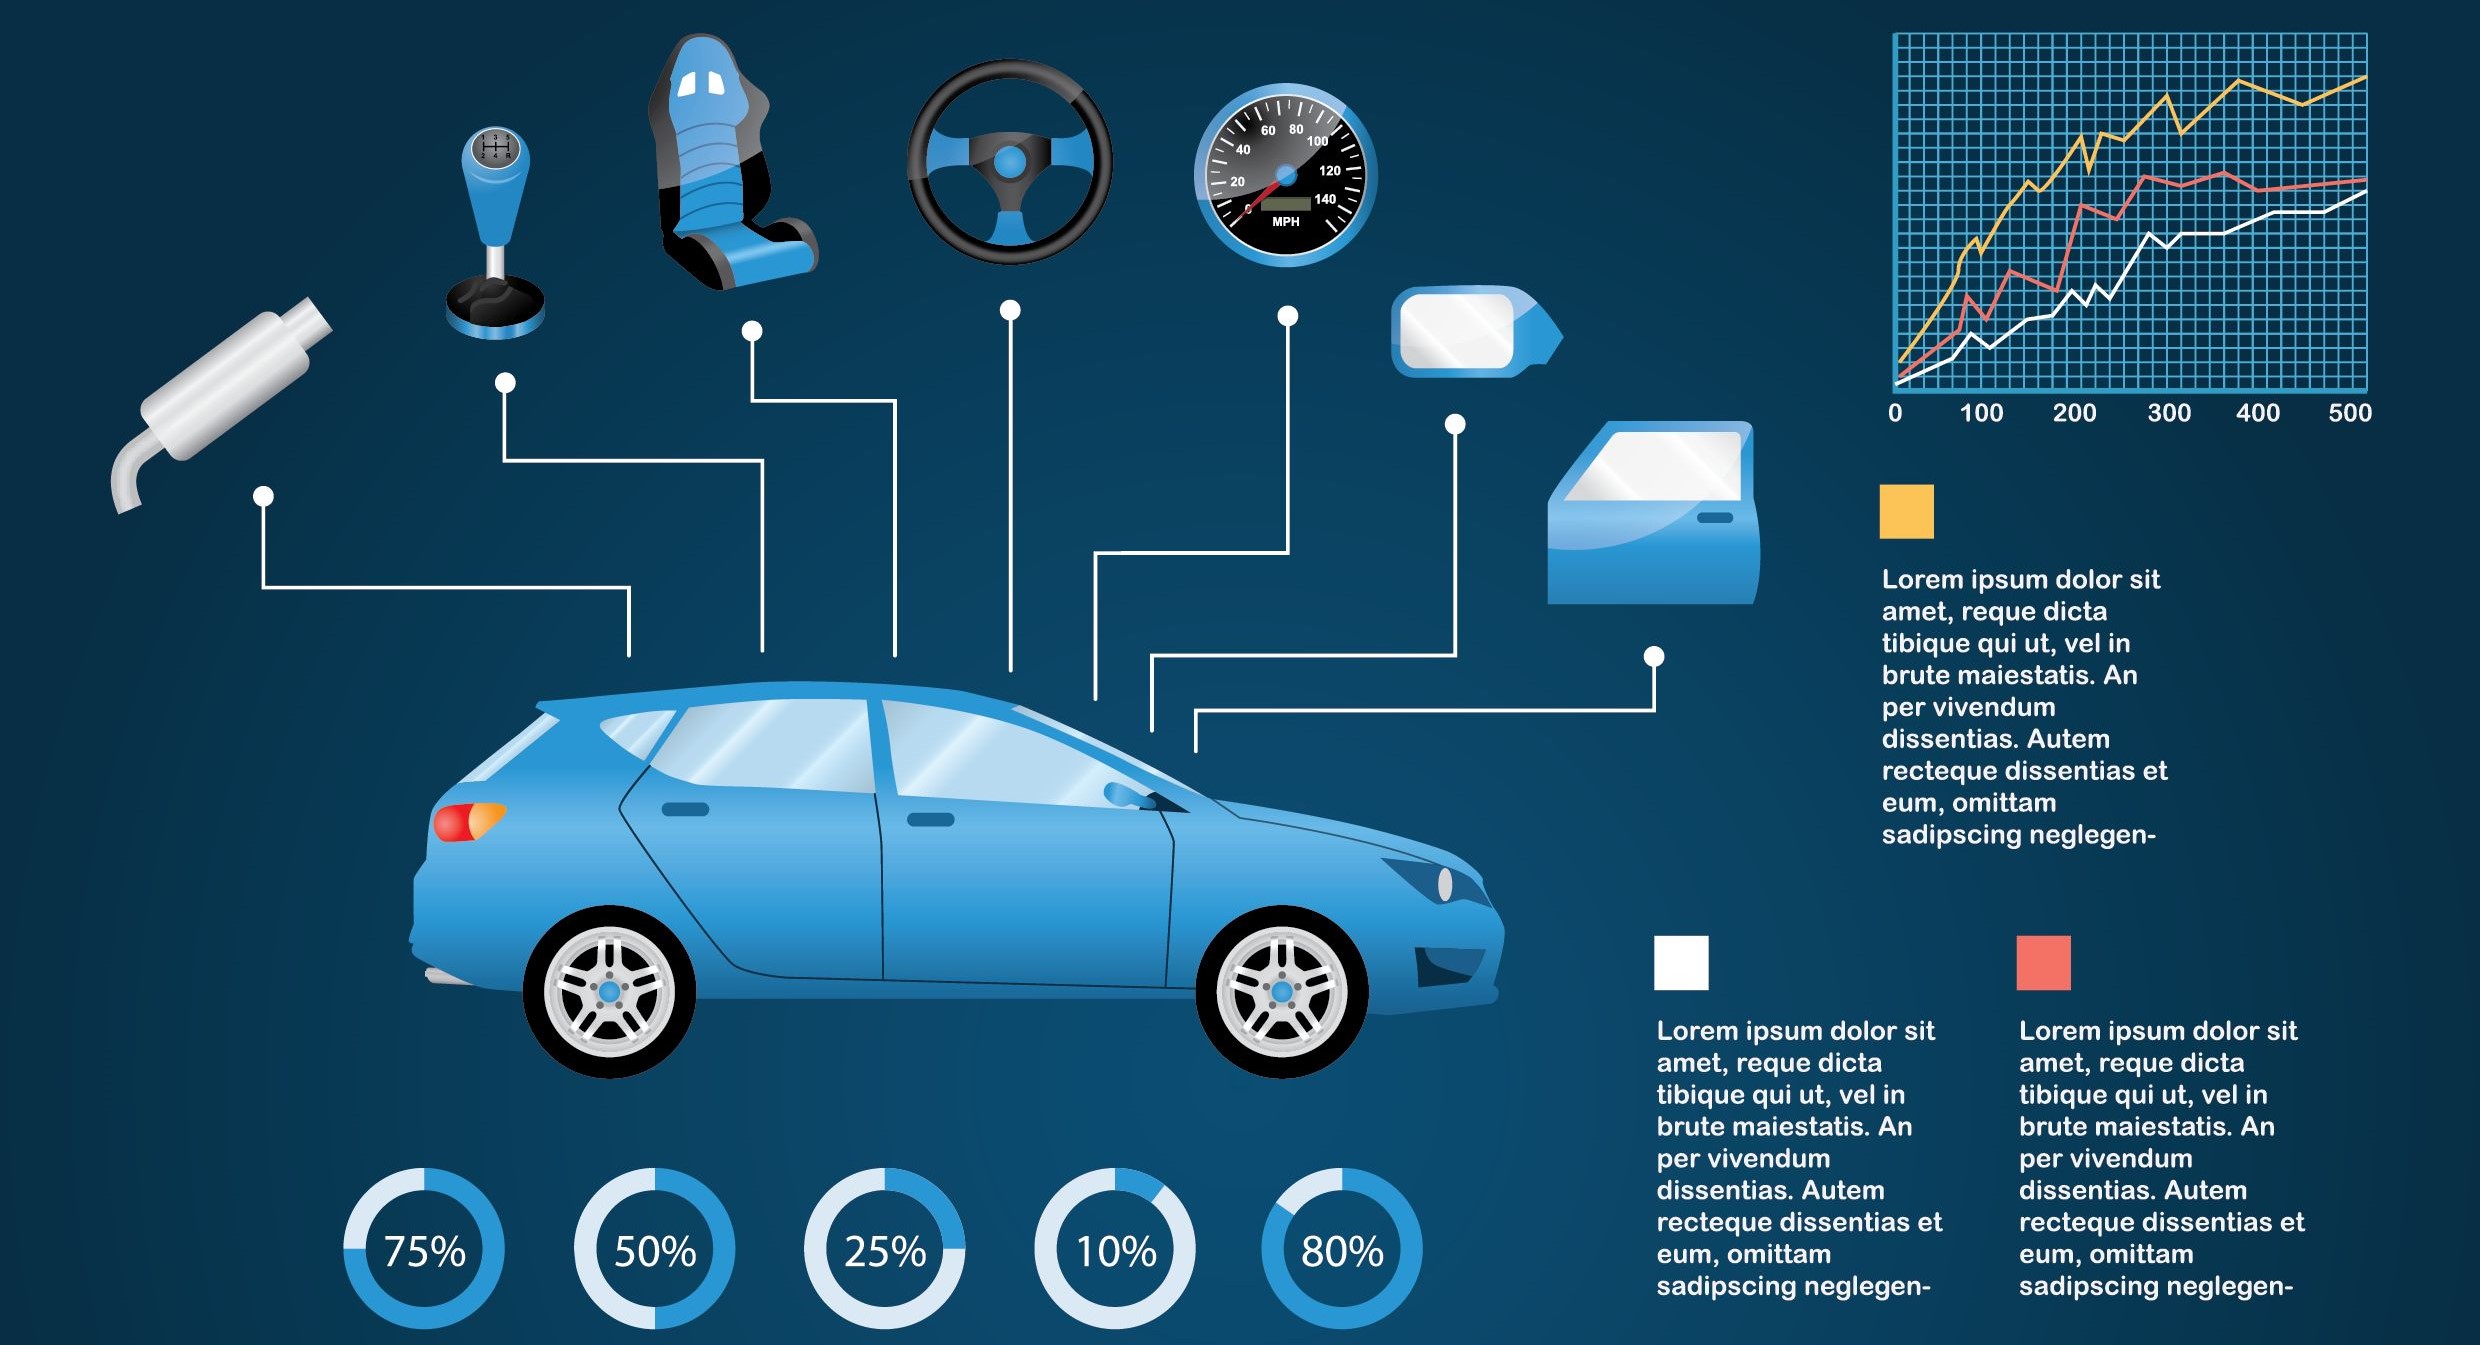 1 3 5
2 4 R
0
20
40
60
80
100
120
140
MPH
0 100 200 300 400 500
Lorem ipsum dolor sit
amet, reque dicta
tibique qui ut, vel in
brute maiestatis. An
per vivendum
dissentias. Autem
recteque dissentias et
eum, omittam
sadipscing neglegen-
Lorem ipsum dolor sit
amet, reque dicta
tibique qui ut, vel in
brute maiestatis. An
per vivendum
dissentias. Autem
recteque dissentias et
eum, omittam
sadipscing neglegen-
Lorem ipsum dolor sit
amet, reque dicta
tibique qui ut, vel in
brute maiestatis. An
per vivendum
dissentias. Autem
recteque dissentias et
eum, omittam
sadipscing neglegen-
75% 50% 25% 10% 80%